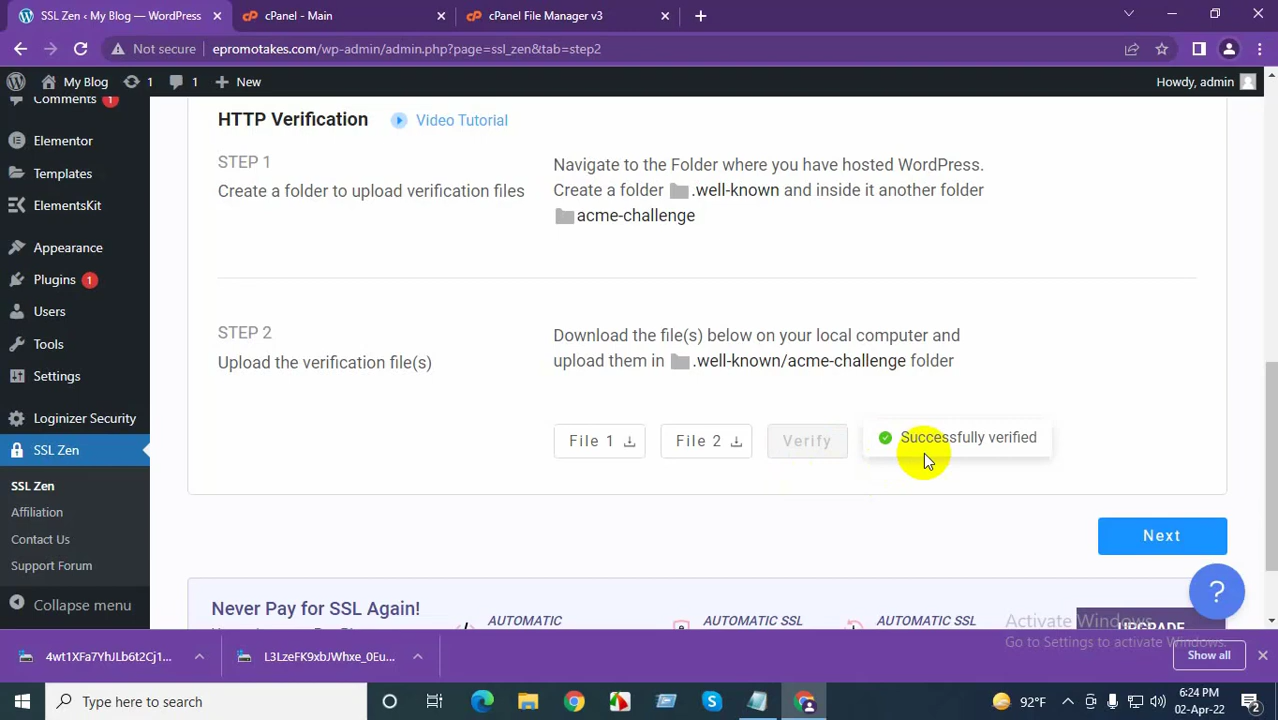 SSL Zen ‹ My Blog — WordPress
cPanel - Main
cPanel File Manager v3
Not secure
epromotakes.com/wp-admin/admin.php?page=ssl_zen&tab=step2
My Blog
1
1
New
Howdy, admin
Comments 1
Elementor
Templates
ElementsKit
Appearance
Plugins 1
Users
Tools
Settings
Loginizer Security
SSL Zen
SSL Zen
Affiliation
Contact Us
Support Forum
Collapse menu
HTTP Verification
Video Tutorial
STEP 1
Create a folder to upload verification files
Navigate to the Folder where you have hosted WordPress.
Create a folder .well-known and inside it another folder
acme-challenge
STEP 2
Upload the verification file(s)
Download the file(s) below on your local computer and
upload them in .well-known/acme-challenge folder
File 1
File 2
Verify
Successfully verified
Next
?
Never Pay for SSL Again!
AUTOMATIC
AUTOMATIC SSL
AUTOMATIC SSL
UPGRADE
Activate Windows
Go to Settings to activate Windows.
4wt1XFa7YhJLb6t2Cj1...
L3LzeFK9xbJWhxe_0Eu...
Show all
Type here to search
92°F
6:24 PM
02-Apr-22
2